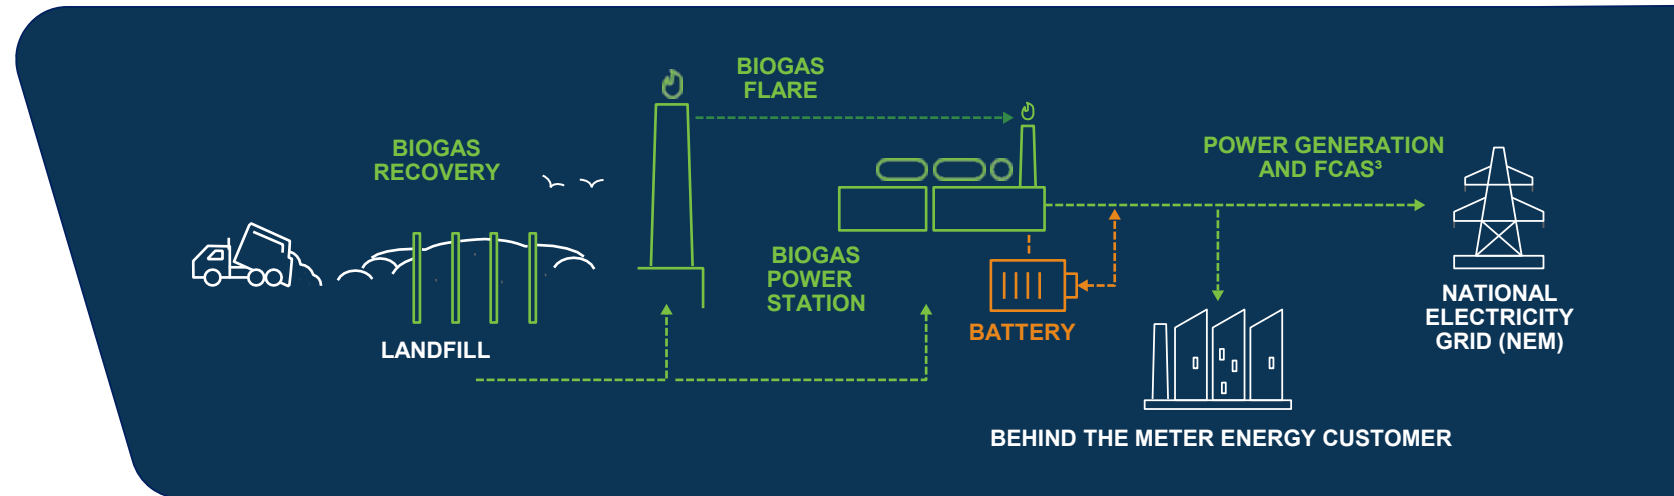 BIOGAS
FLARE
BIOGAS
RECOVERY
POWER GENERATION
AND FCAS³
BIOGAS
POWER
STATION
LANDFILL
BATTERY
NATIONAL
ELECTRICITY
GRID (NEM)
BEHIND THE METER ENERGY CUSTOMER